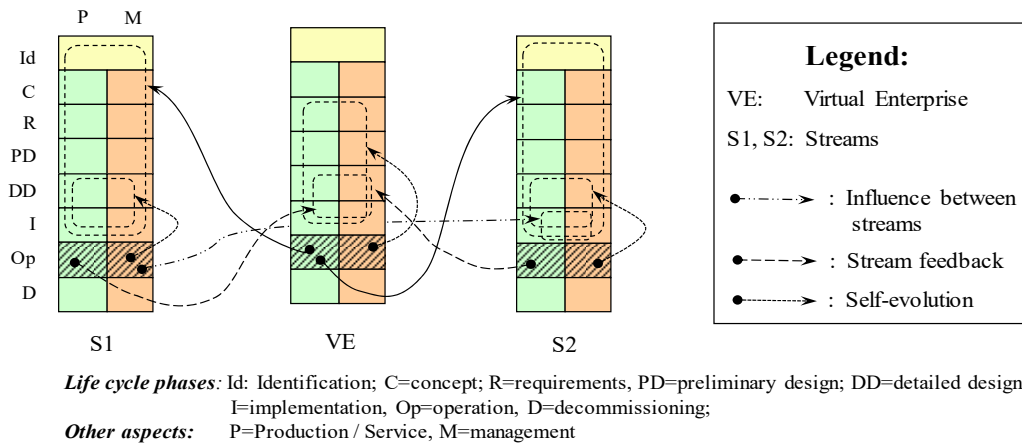 P M
Id
C
R
PD
DD
I
Op
D
S1
VE
S2
Legend:
VE: Virtual Enterprise
S1, S2: Streams
: Influence between
streams
: Stream feedback
: Self-evolution
Life cycle phases: Id: Identification; C=concept; R=requirements, PD=preliminary design; DD=detailed design
I=implementation, Op=operation, D=decommissioning;
Other aspects: P=Production / Service, M=management